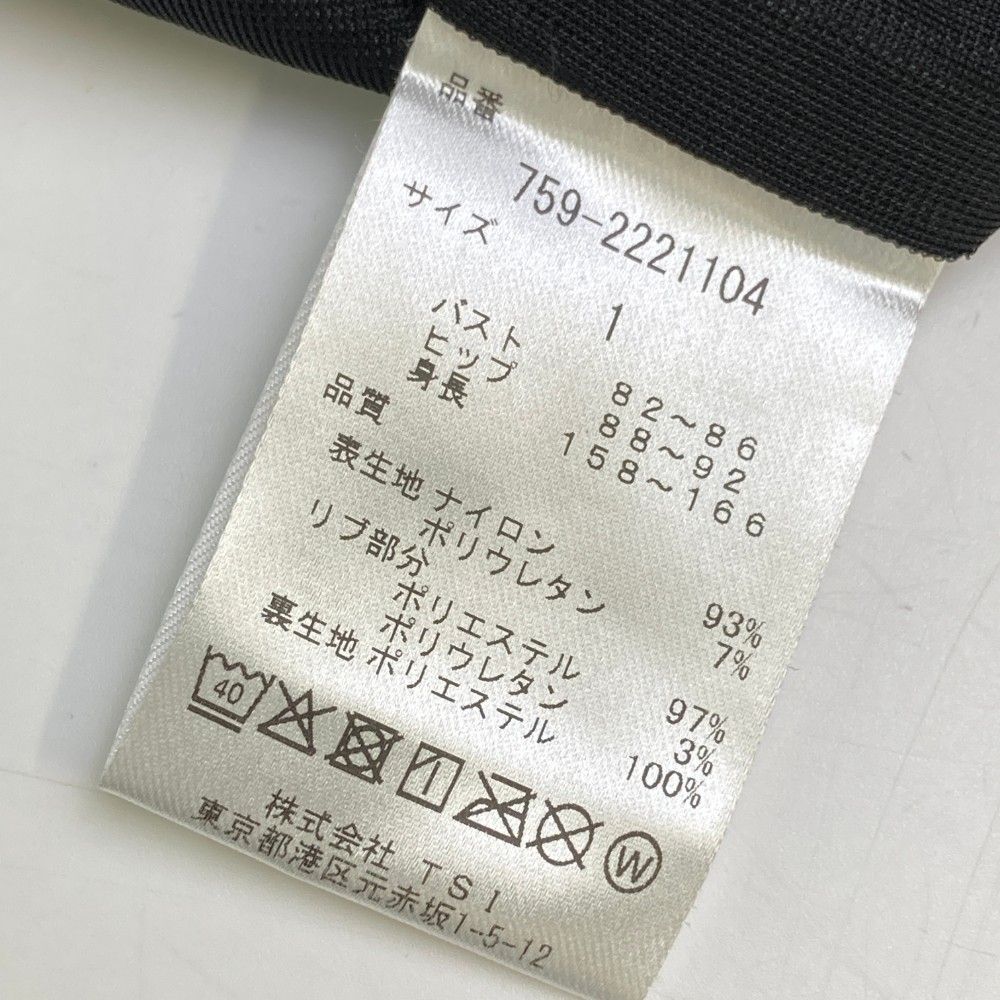 品番
759-2221104
サイズ
1
バスト 82～86
ヒップ 88～92
身長 158～166
品質
表生地 ナイロン 93%
ポリウレタン 7%
リブ部分
ポリエステル 97%
ポリウレタン 3%
裏生地 ポリエステル 100%
40
W
株式会社 TSI
東京都港区元赤坂1-5-12